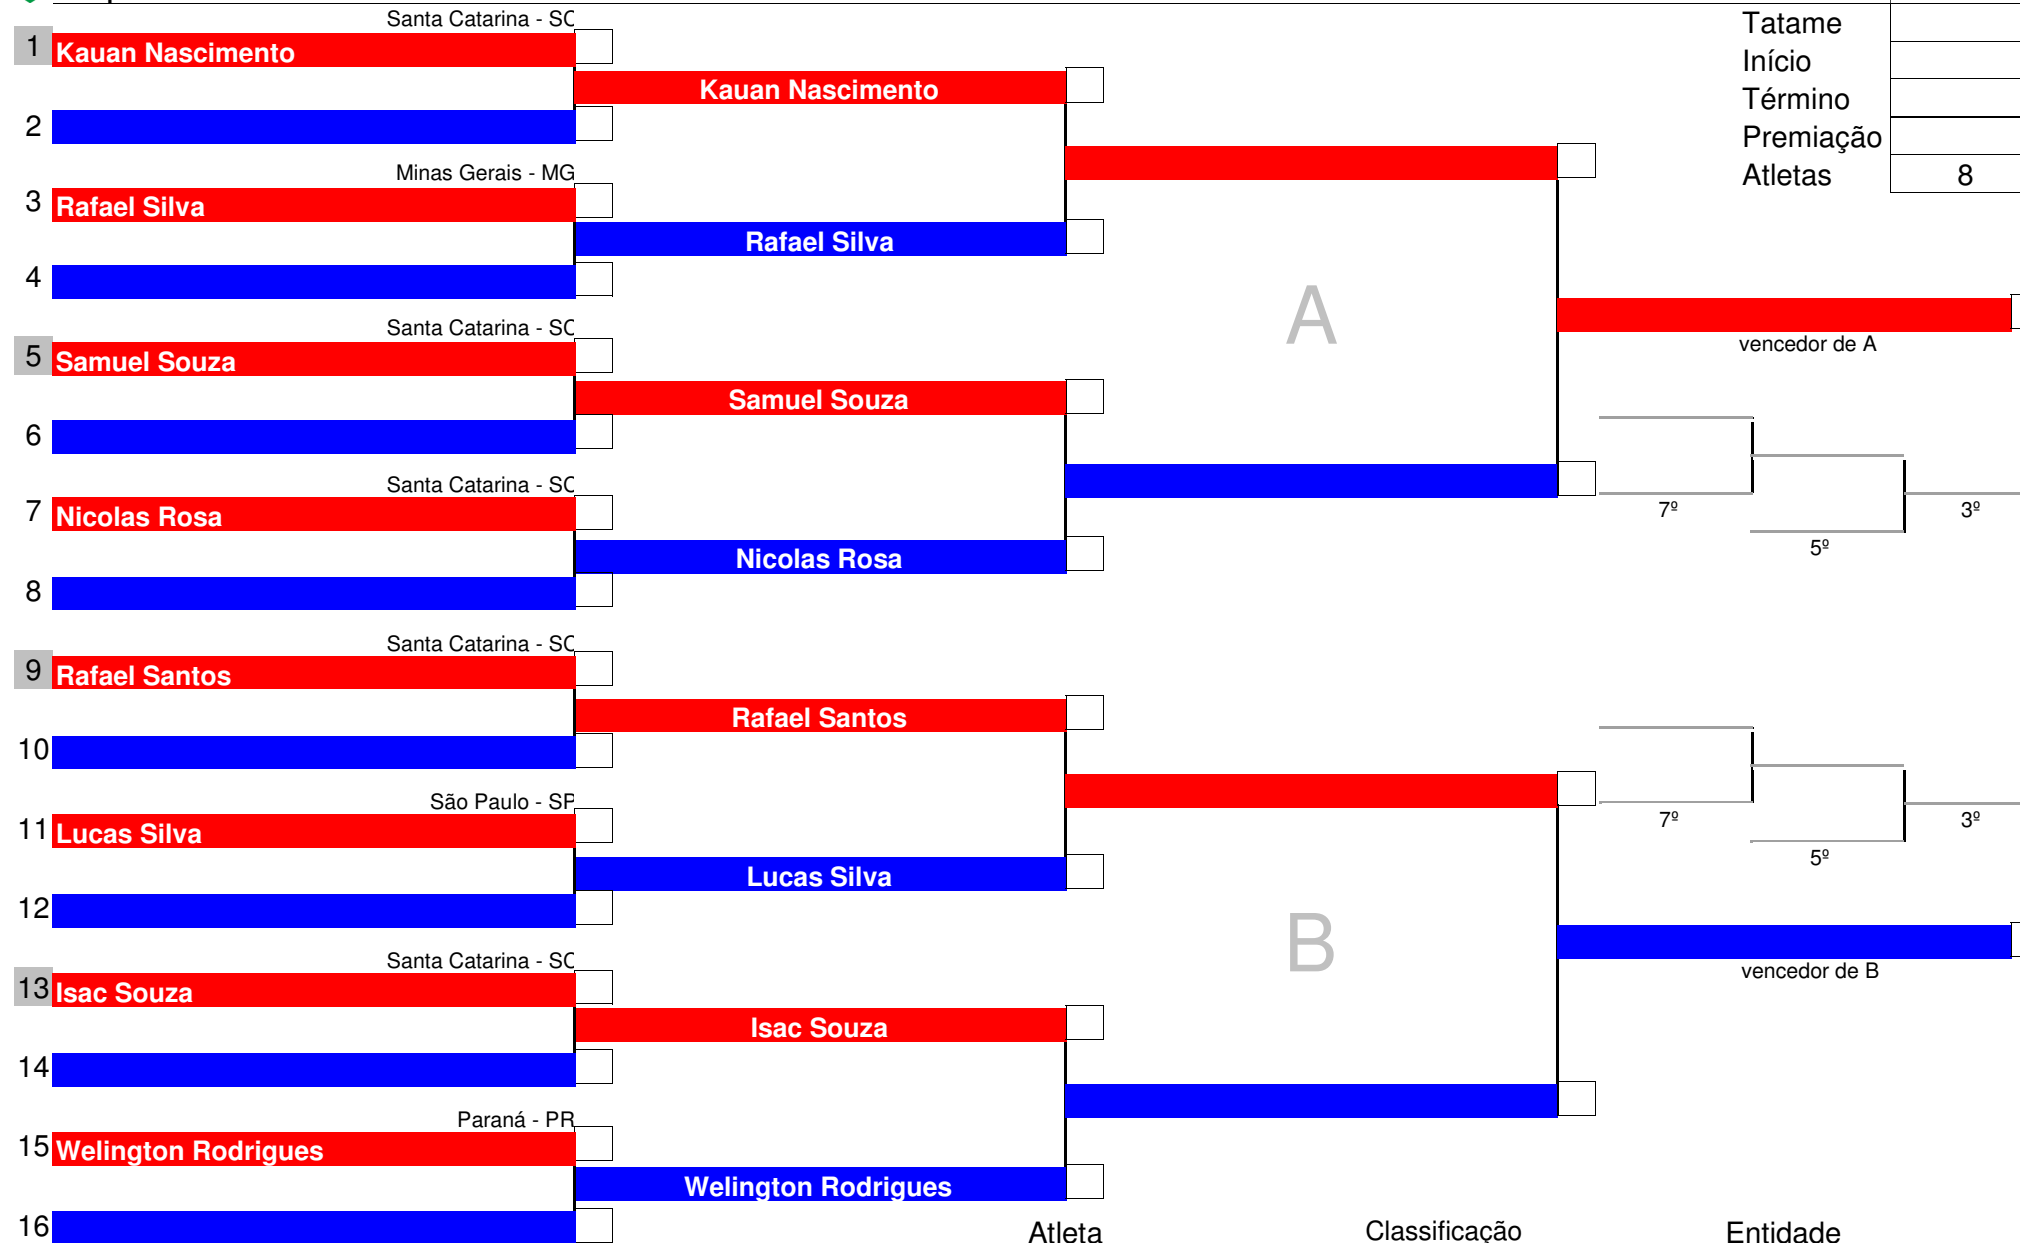 Santa Catarina - SC
1 Kauan Nascimento
Kauan Nascimento
2
Minas Gerais - MG
3 Rafael Silva
Rafael Silva
4
Santa Catarina - SC
5 Samuel Souza
Samuel Souza
6
Santa Catarina - SC
7 Nicolas Rosa
Nicolas Rosa
8
Santa Catarina - SC
9 Rafael Santos
Rafael Santos
10
São Paulo - SP
11 Lucas Silva
Lucas Silva
12
Santa Catarina - SC
13 Isac Souza
Isac Souza
14
Paraná - PR
15 Welington Rodrigues
Welington Rodrigues
16
A
B
Tatame
Início
Término
Premiação
Atletas 8
vencedor de A
7º
3º
5º
7º
3º
5º
vencedor de B
Atleta Classificação Entidade